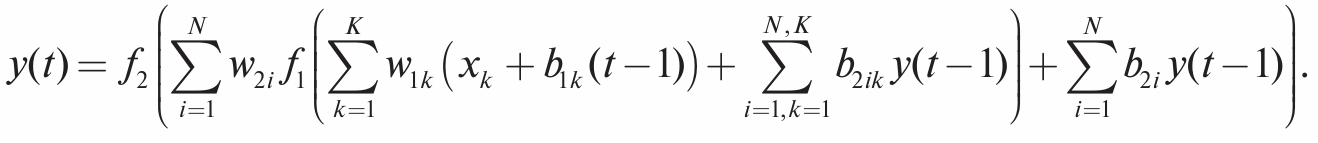 y(t) = f_2 \left( \sum_{i=1}^{N} w_{2i} f_1 \left( \sum_{k=1}^{K} w_{1k} \left( x_k + b_{1k}(t-1) \right) + \sum_{i=1,k=1}^{N,K} b_{2ik} y(t-1) \right) + \sum_{i=1}^{N} b_{2i} y(t-1) \right).